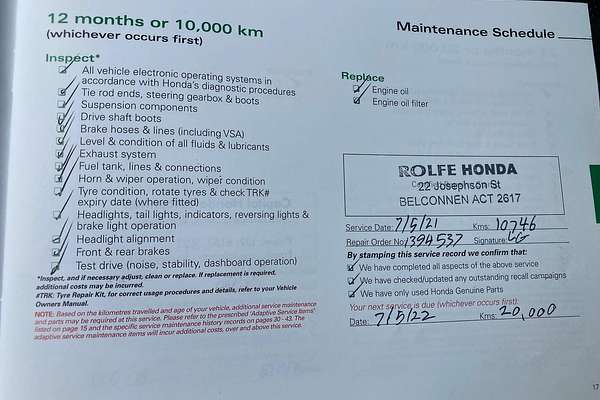 12 months or 10,000 km
(whichever occurs first)
Maintenance Schedule
Inspect*
All vehicle electronic operating systems in
accordance with Honda's diagnostic procedures
Tie rod ends, steering gearbox & boots
Suspension components
Drive shaft boots
Brake hoses & lines (including VSA)
Level & condition of all fluids & lubricants
Exhaust system
Fuel tank, lines & connections
Horn & wiper operation, wiper condition
Tyre condition, rotate tyres & check TRK#
expiry date (where fitted)
Headlights, tail lights, indicators, reversing lights &
brake light operation
Headlight alignment
Front & rear brakes
Test drive (noise, stability, dashboard operation)
*Inspect, and if necessary adjust, clean or replace. If replacement is required,
additional costs may be incurred.
#TRK: Tyre Repair Kit, for correct usage procedures and details, refer to your Vehicle
Owners Manual.
NOTE: Based on the kilometres travelled and age of your vehicle, additional service maintenance
and parts may be required at this service. Please refer to the prescribed 'Adaptive Service Items'
listed on page 15 and the specific service maintenance history records on pages 30 - 43. The
adaptive service maintenance items will incur additional costs, over and above this service.
Replace
Engine oil
Engine oil filter
ROLFE HONDA
22 Josephson St
BELCONNEN ACT 2617
Service Date: 7/5/21 Kms: 10746
Repair Order No: 1394537 Signature:
By stamping this service record we confirm that:
We have completed all aspects of the above service
We have checked/updated any outstanding recall campaigns
We have only used Honda Genuine Parts
Your next service is due (whichever occurs first).
Date: 7/5/22 Kms: 20,000
17